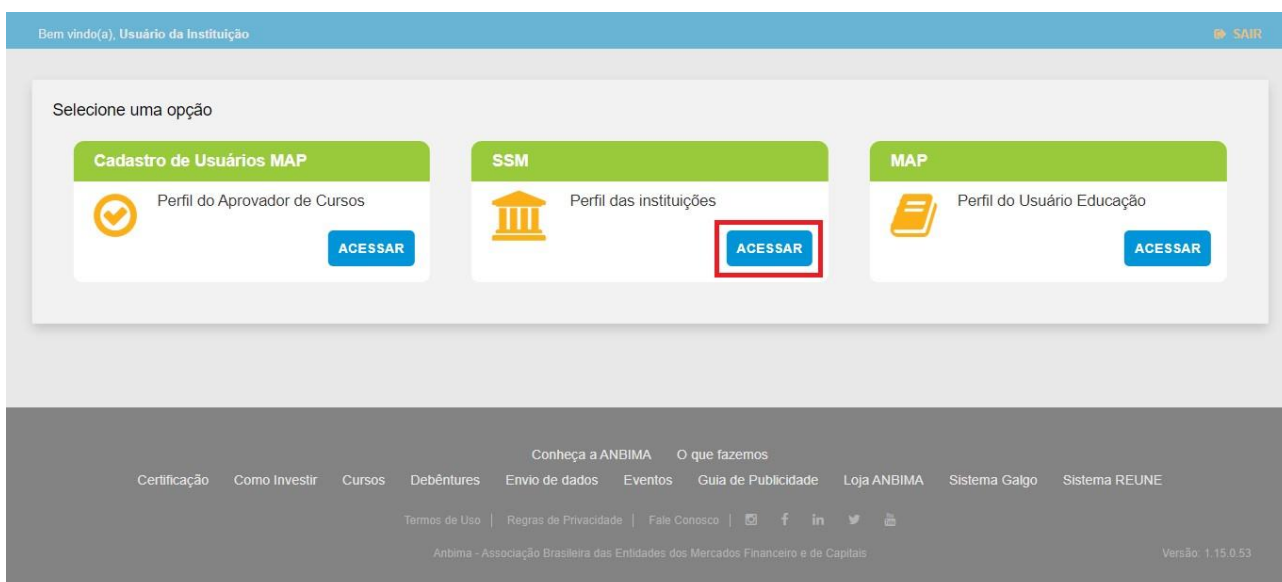 Bem vindo(a), Usuário da Instituição
SAIR
Selecione uma opção
Cadastro de Usuários MAP
Perfil do Aprovador de Cursos
ACESSAR
SSM
Perfil das instituições
ACESSAR
MAP
Perfil do Usuário Educação
ACESSAR
Conheça a ANBIMA O que fazemos
Certificação Como Investir Cursos Debêntures Envio de dados Eventos Guia de Publicidade Loja ANBIMA Sistema Galgo Sistema REUNE
Termos de Uso | Regras de Privacidade | Fale Conosco |
Anbima - Associação Brasileira das Entidades dos Mercados Financeiro e de Capitais
Versão: 1.15.0.53